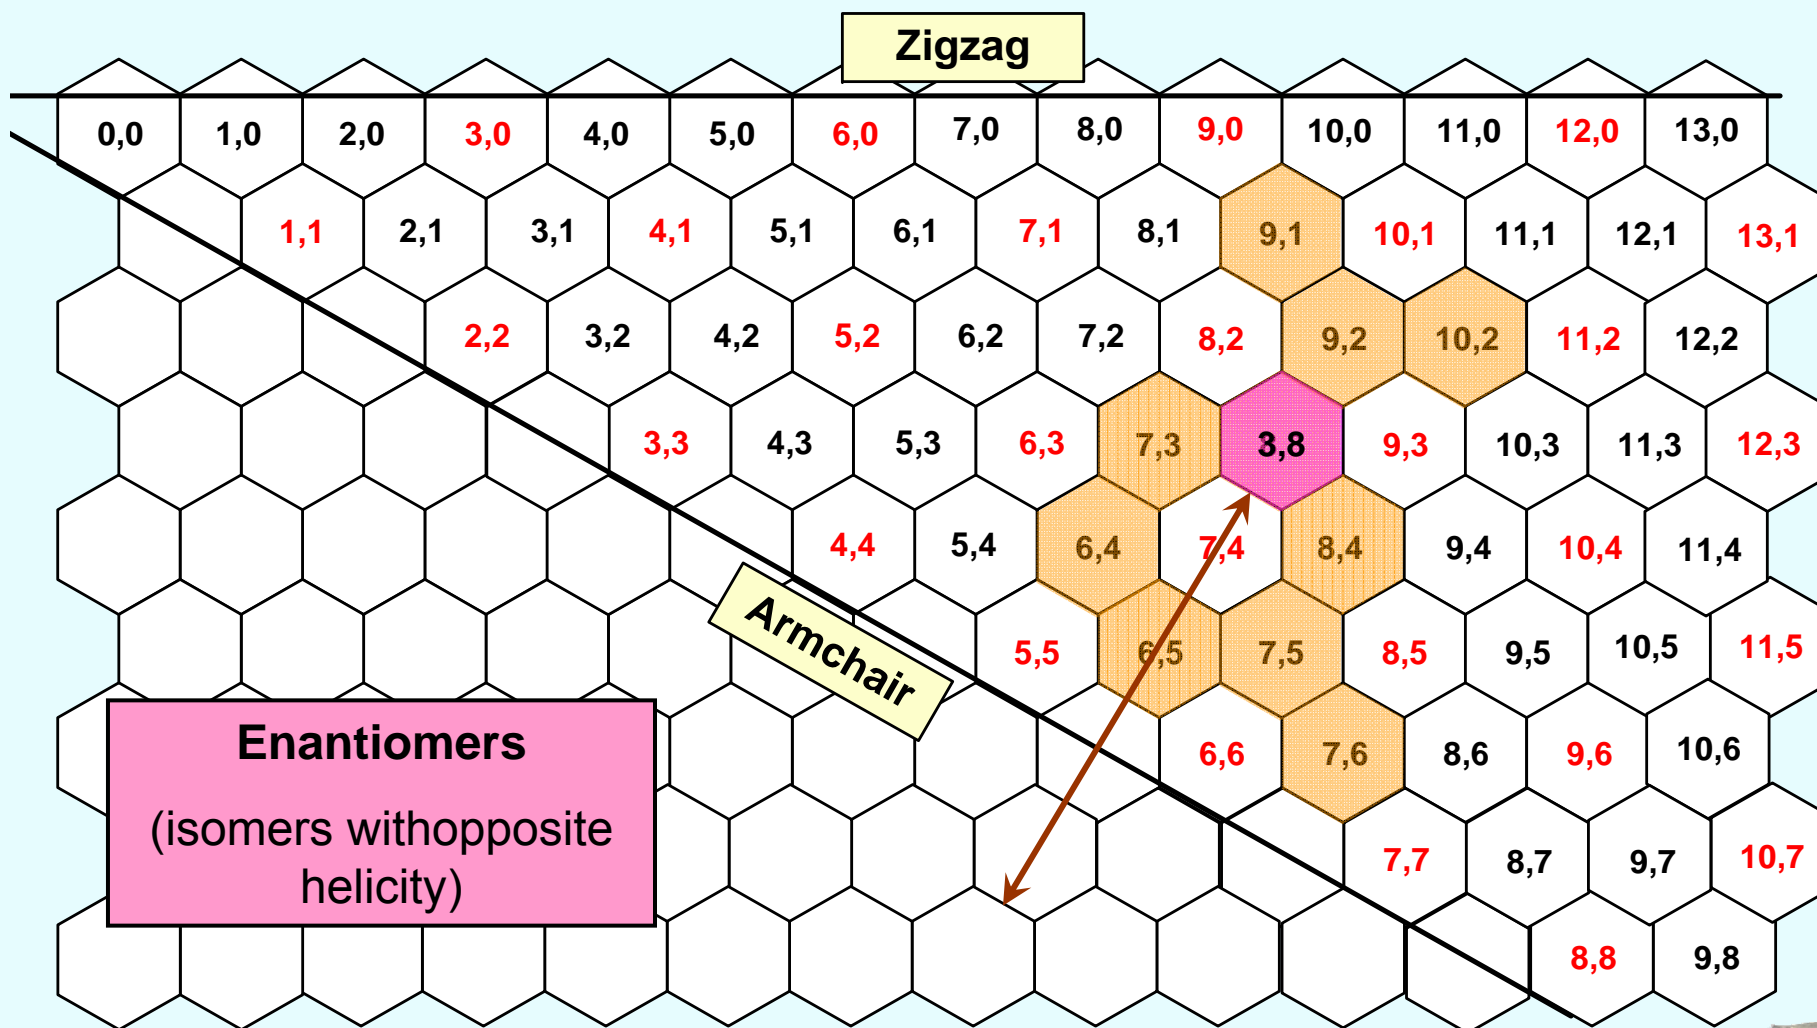 Zigzag
0,0 1,0 2,0 3,0 4,0 5,0 6,0 7,0 8,0 9,0 10,0 11,0 12,0 13,0
1,1 2,1 3,1 4,1 5,1 6,1 7,1 8,1 9,1 10,1 11,1 12,1 13,1
2,2 3,2 4,2 5,2 6,2 7,2 8,2 9,2 10,2 11,2 12,2
3,3 4,3 5,3 6,3 7,3 3,8 9,3 10,3 11,3 12,3
4,4 5,4 6,4 7,4 8,4 9,4 10,4 11,4
Armchair
5,5 6,5 7,5 8,5 9,5 10,5 11,5
6,6 7,6 8,6 9,6 10,6
7,7 8,7 9,7 10,7
8,8 9,8
Enantiomers
(isomers withopposite
helicity)